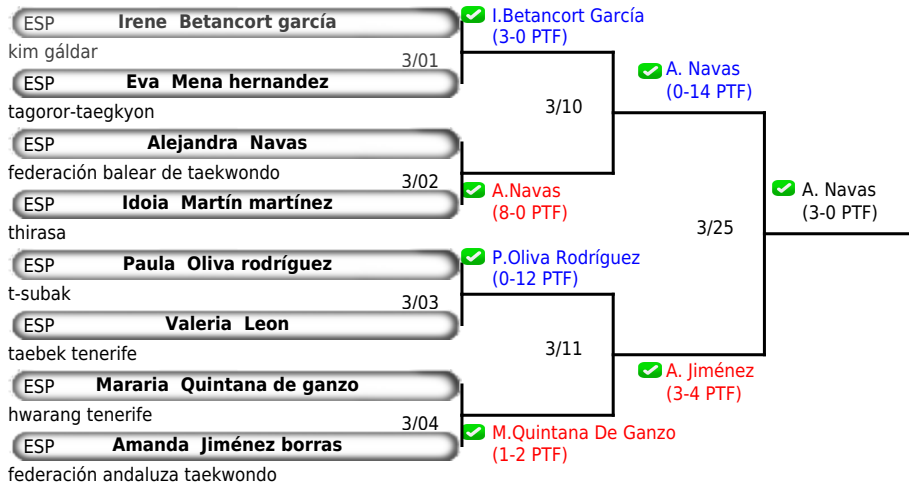 ESP Irene Betancort garcía
kim gáldar
3/01
ESP Eva Mena hernandez
tagoror-taegkyon
ESP Alejandra Navas
federación balear de taekwondo
3/02
ESP Idoia Martín martínez
thirasa
ESP Paula Oliva rodríguez
t-subak
3/03
ESP Valeria Leon
taebek tenerife
ESP Mararia Quintana de ganzo
hwarang tenerife
3/04
ESP Amanda Jiménez borras
federación andaluza taekwondo
I.Betancort García
(3-0 PTF)
3/10
A.Navas
(8-0 PTF)
P.Oliva Rodríguez
(0-12 PTF)
3/11
M.Quintana De Ganzo
(1-2 PTF)
A. Navas
(0-14 PTF)
3/25
A. Jiménez
(3-4 PTF)
A. Navas
(3-0 PTF)